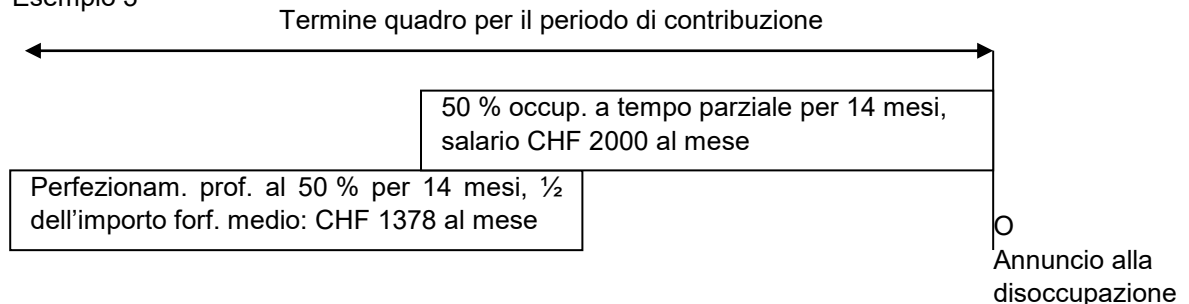 Termine quadro per il periodo di contribuzione
50 % occup. a tempo parziale per 14 mesi,
salario CHF 2000 al mese
Perfezionam. prof. al 50 % per 14 mesi, ½
dell’importo forf. medio: CHF 1378 al mese
O
Annuncio alla
disoccupazione